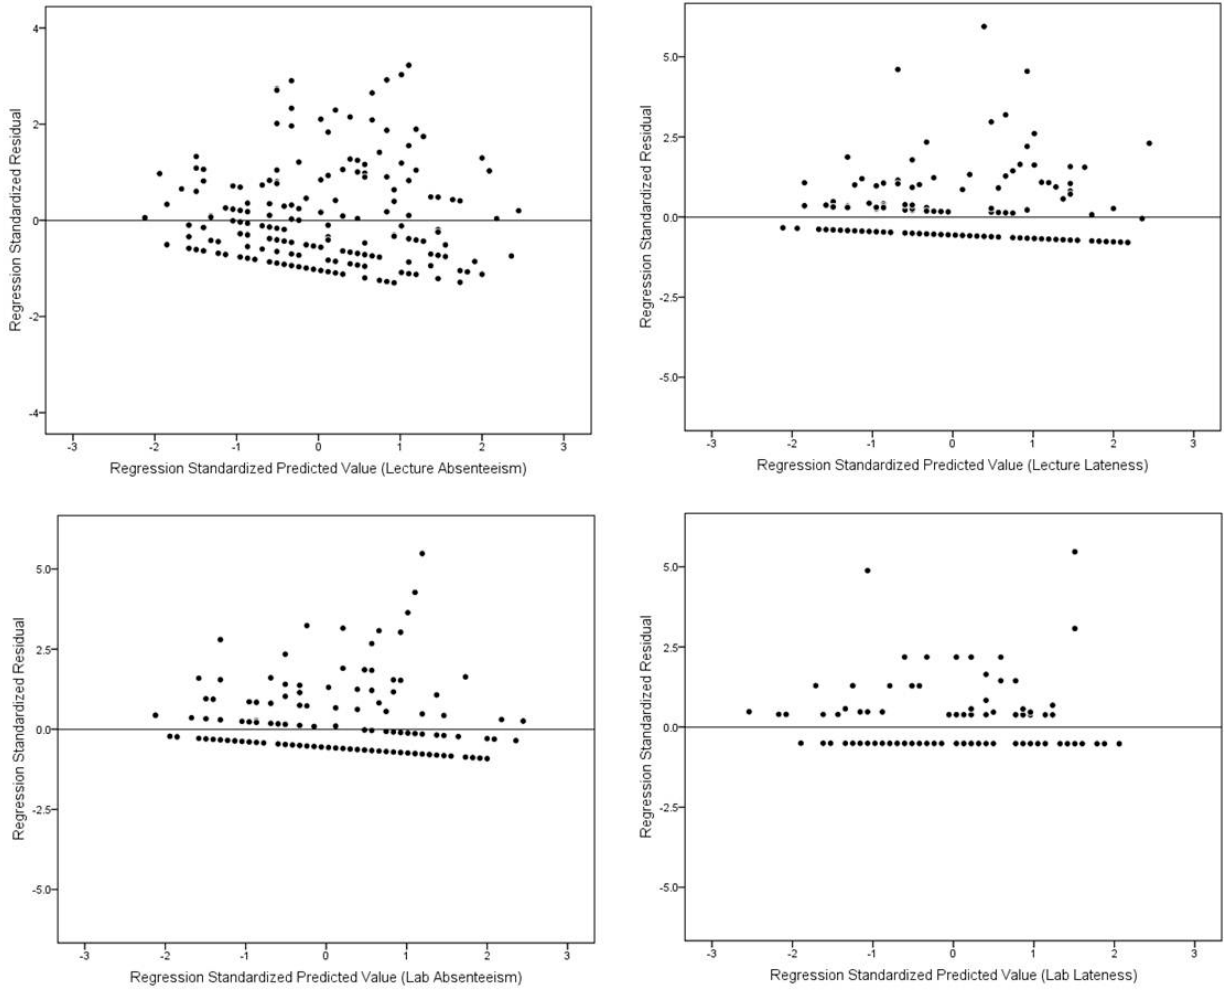 4
2
0
-2
-4
Regression Standardized Residual
-3 -2 -1 0 1 2 3
Regression Standardized Predicted Value (Lecture Absenteeism)
5.0
2.5
0.0
-2.5
-5.0
Regression Standardized Residual
-3 -2 -1 0 1 2 3
Regression Standardized Predicted Value (Lecture Lateness)
5.0
2.5
0.0
-2.5
-5.0
Regression Standardized Residual
-3 -2 -1 0 1 2 3
Regression Standardized Predicted Value (Lab Absenteeism)
5.0
2.5
0.0
-2.5
-5.0
Regression Standardized Residual
-3 -2 -1 0 1 2 3
Regression Standardized Predicted Value (Lab Lateness)